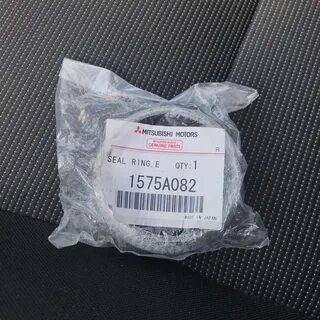 MITSUBISHI MOTORS
GENUINE PARTS
R
SEAL RING,E QTY:1
1575A082
MADE IN JAPAN